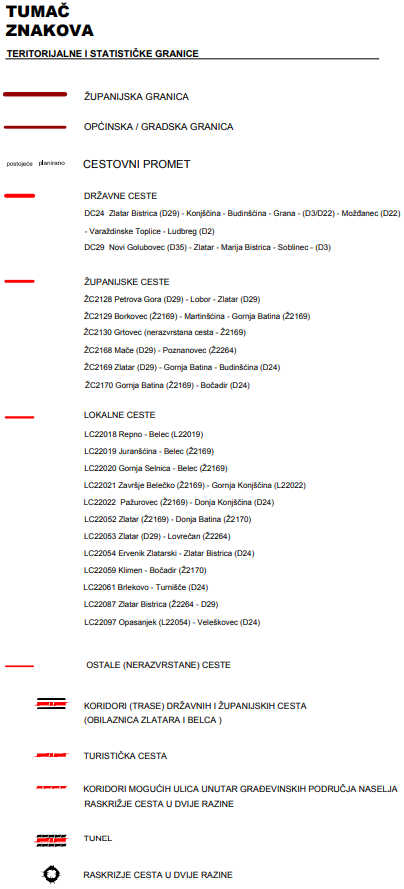 TUMAČ
ZNAKOVA
TERITORIJALNE I STATISTIČKE GRANICE
ŽUPANIJSKA GRANICA
OPĆINSKA / GRADSKA GRANICA
postojeće planirano CESTOVNI PROMET
DRŽAVNE CESTE
DC24 Zlatar Bistrica (D29) - Konjščina - Budinšćina - Grana - (D3/D22) - Možđanec (D22)
- Varaždinske Toplice - Ludbreg (D2)
DC29 Novi Golubovec (D35) - Zlatar - Marija Bistrica - Soblinec - (D3)
ŽUPANIJSKE CESTE
ŽC2128 Petrova Gora (D29) - Lobor - Zlatar (D29)
ŽC2129 Borkovec (Ž2169) - Martinšćina - Gornja Batina (Ž2169)
ŽC2130 Grtovec (nerazvrstana cesta - Ž2169)
ŽC2168 Mače (D29) - Poznanovec (Ž2264)
ŽC2169 Zlatar (D29) - Gornja Batina - Budinšćina (D24)
ŽC2170 Gornja Batina (Ž2169) - Bočadir (D24)
LOKALNE CESTE
LC22018 Repno - Belec (L22019)
LC22019 Juranšćina - Belec (Ž2169)
LC22020 Gornja Selnica - Belec (Ž2169)
LC22021 Završje Belečko (Ž2169) - Gornja Konjščina (L22022)
LC22022 Pažurovec (Ž2169) - Donja Konjščina (D24)
LC22052 Zlatar (Ž2169) - Donja Batina (Ž2170)
LC22053 Zlatar (D29) - Lovrečan (Ž2264)
LC22054 Ervenik Zlatarski - Zlatar Bistrica (D24)
LC22059 Klimen - Bočadir (Ž2170)
LC22061 Brlekovo - Turnišče (D24)
LC22087 Zlatar Bistrica (Ž2264 - D29)
LC22097 Opasanjek (L22054) - Veleškovec (D24)
OSTALE (NERAZVRSTANE) CESTE
KORIDORI (TRASE) DRŽAVNIH I ŽUPANIJSKIH CESTA
(OBILAZNICA ZLATARA I BELCA )
TURISTIČKA CESTA
KORIDORI MOGUĆIH ULICA UNUTAR GRAĐEVINSKIH PODRUČJA NASELJA
RASKRIŽJE CESTA U DVIJE RAZINE
TUNEL
RASKRIZJE CESTA U DVIJE RAZINE